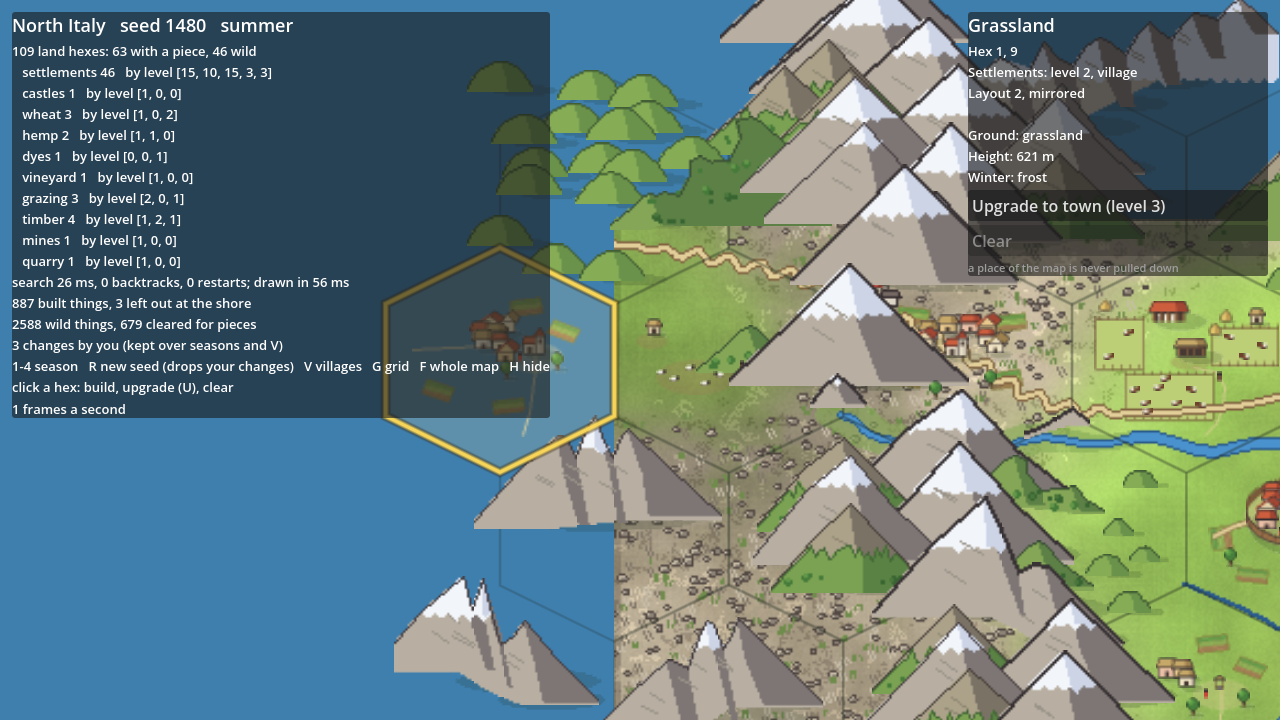 North Italy seed 1480 summer
109 land hexes: 63 with a piece, 46 wild
settlements 46 by level [15, 10, 15, 3, 3]
castles 1 by level [1, 0, 0]
wheat 3 by level [1, 0, 2]
hemp 2 by level [1, 1, 0]
dyes 1 by level [0, 0, 1]
vineyard 1 by level [1, 0, 0]
grazing 3 by level [2, 0, 1]
timber 4 by level [1, 2, 1]
mines 1 by level [1, 0, 0]
quarry 1 by level [1, 0, 0]
search 26 ms, 0 backtracks, 0 restarts; drawn in 56 ms
887 built things, 3 left out at the shore
2588 wild things, 679 cleared for pieces
3 changes by you (kept over seasons and V)
1-4 season R new seed (drops your changes) V villages G grid F whole map H hide
click a hex: build, upgrade (U), clear
1 frames a second
Grassland
Hex 1, 9
Settlements: level 2, village
Layout 2, mirrored
Ground: grassland
Height: 621 m
Winter: frost
Upgrade to town (level 3)
Clear
a place of the map is never pulled down